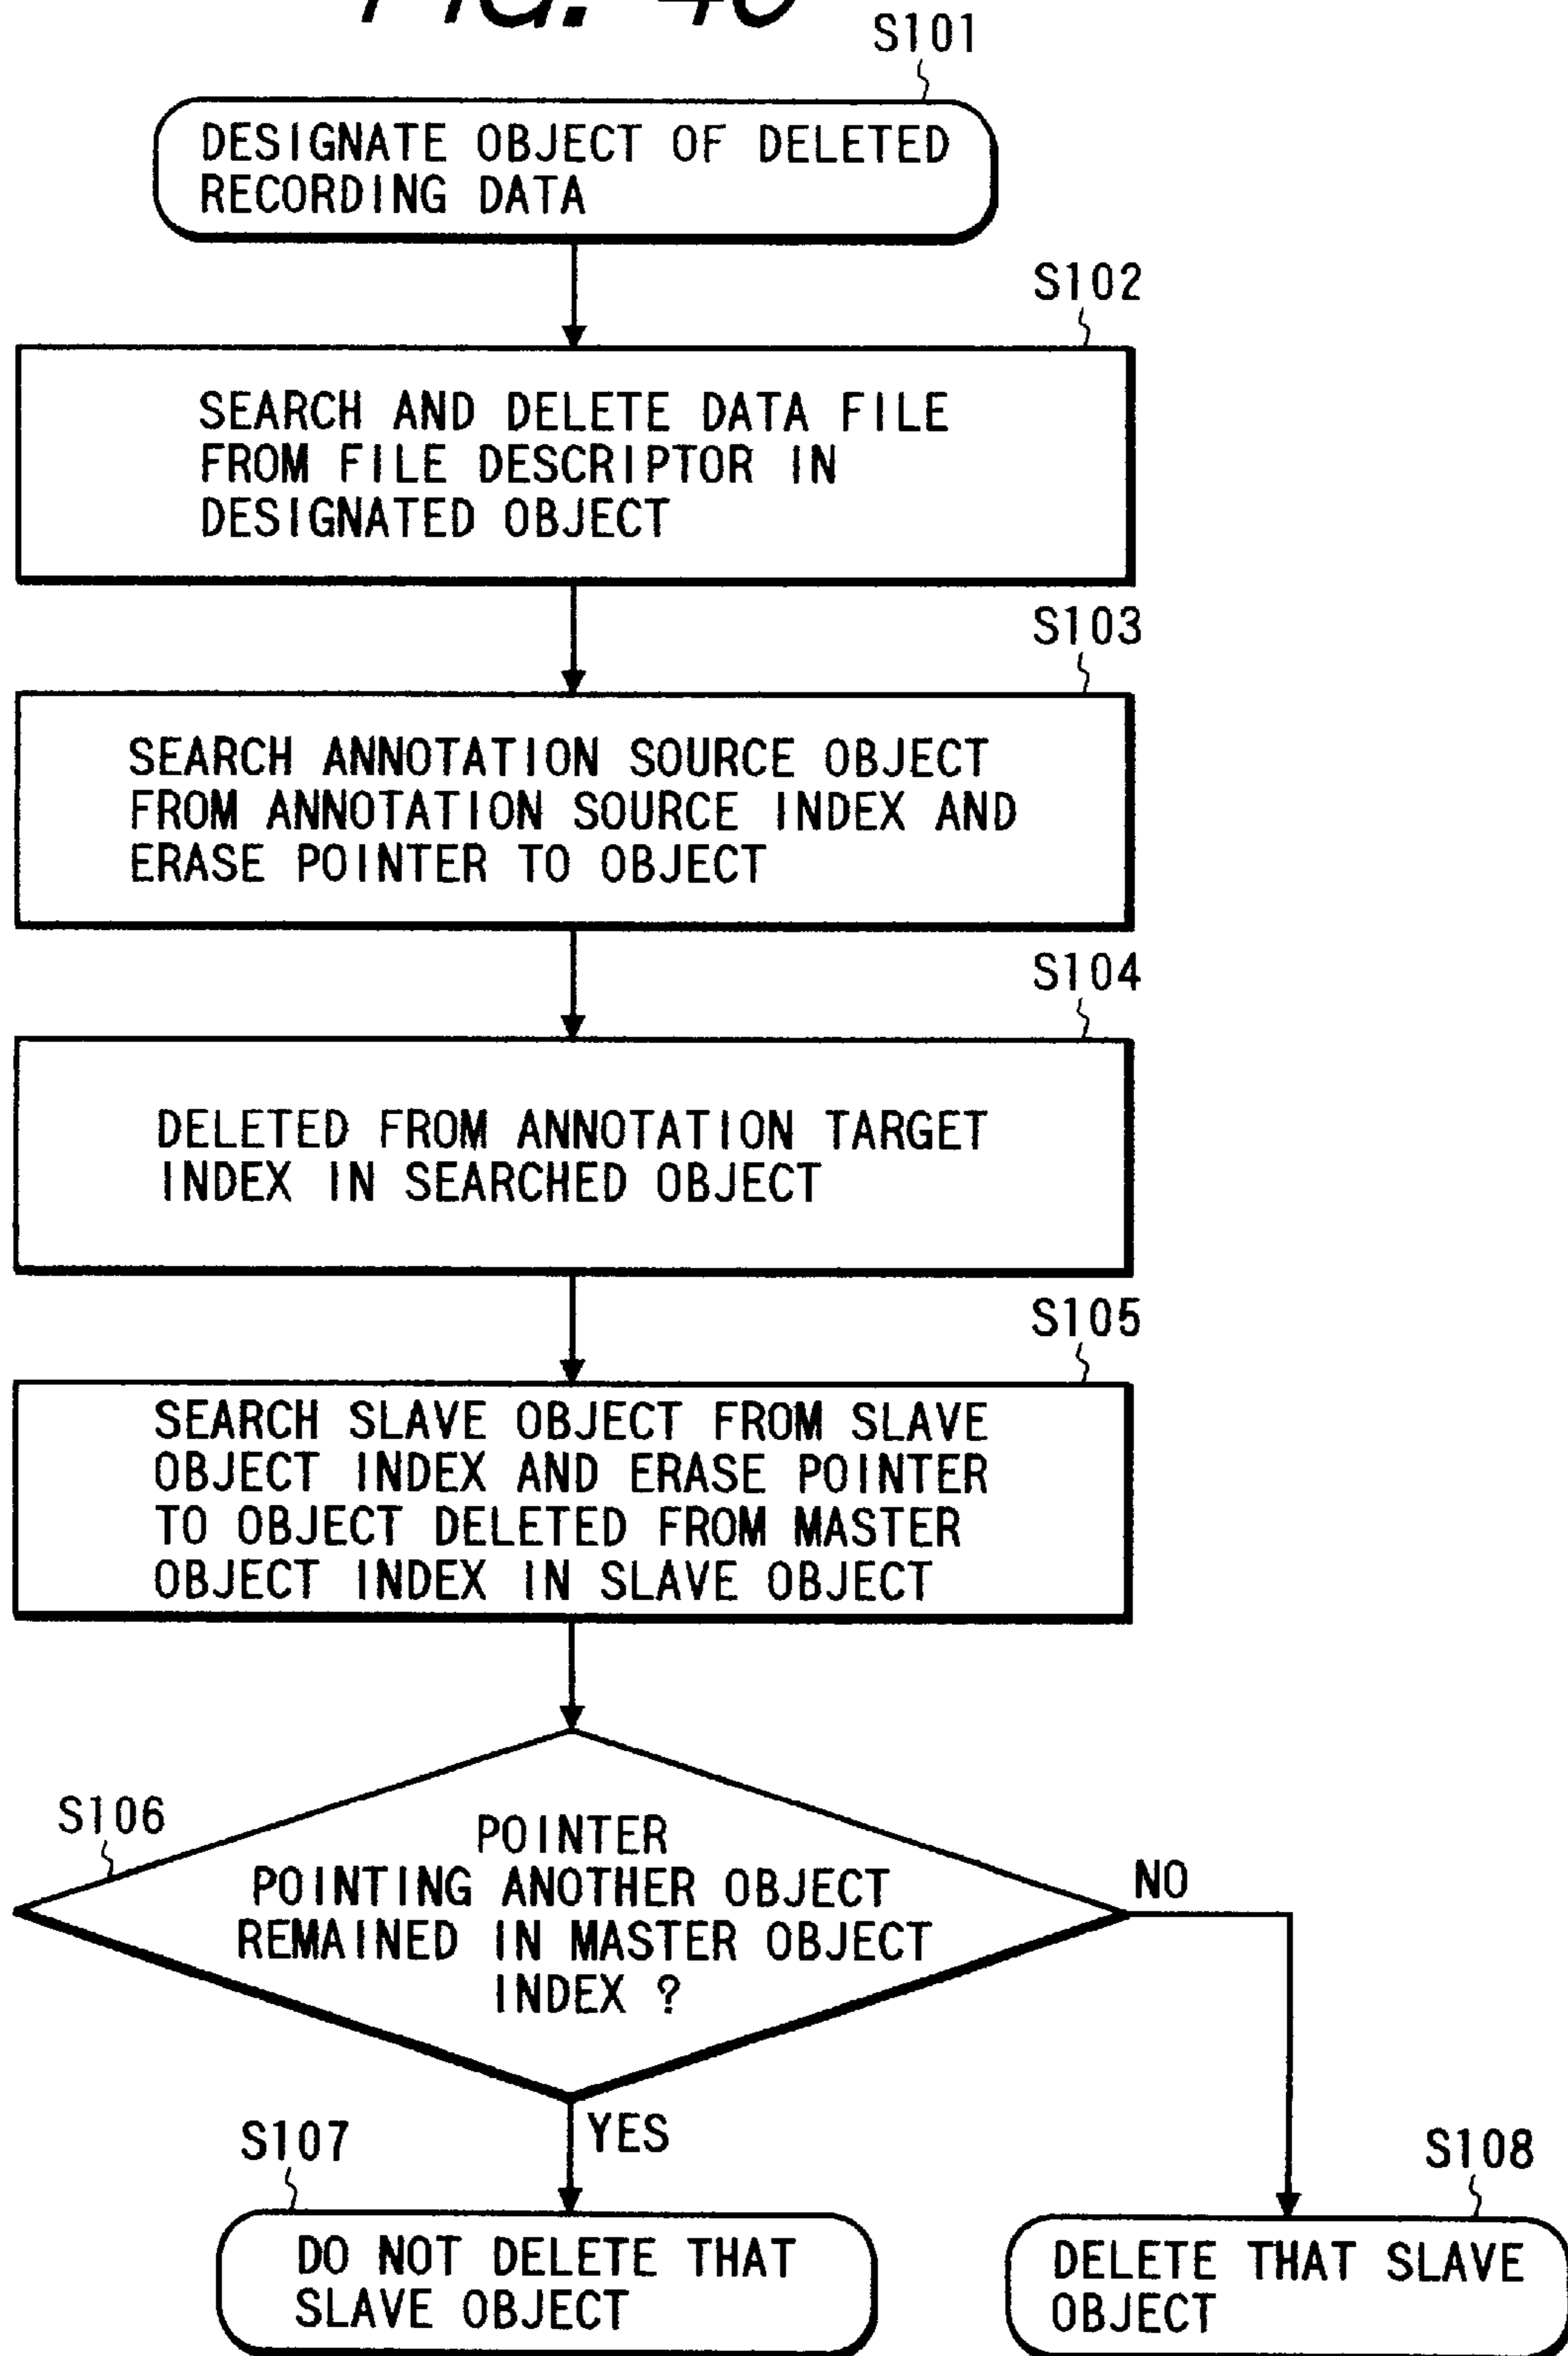 S101
DESIGNATE OBJECT OF DELETED
RECORDING DATA
S102
SEARCH AND DELETE DATA FILE
FROM FILE DESCRIPTOR IN
DESIGNATED OBJECT
S103
SEARCH ANNOTATION SOURCE OBJECT
FROM ANNOTATION SOURCE INDEX AND
ERASE POINTER TO OBJECT
S104
DELETED FROM ANNOTATION TARGET
INDEX IN SEARCHED OBJECT
S105
SEARCH SLAVE OBJECT FROM SLAVE
OBJECT INDEX AND ERASE POINTER
TO OBJECT DELETED FROM MASTER
OBJECT INDEX IN SLAVE OBJECT
S106
POINTER
POINTING ANOTHER OBJECT
REMAINED IN MASTER OBJECT
INDEX ?
NO
YES
S107
DO NOT DELETE THAT
SLAVE OBJECT
S108
DELETE THAT SLAVE
OBJECT